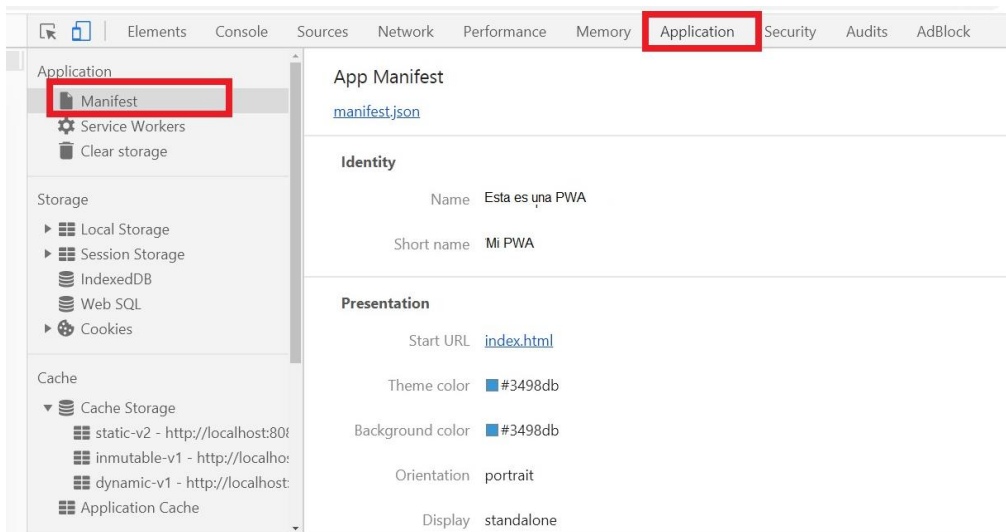 Elements Console Sources Network Performance Memory Application Security Audits AdBlock
Application
Manifest
Service Workers
Clear storage
Storage
Local Storage
Session Storage
IndexedDB
Web SQL
Cookies
Cache
Cache Storage
static-v2 - http://localhost:808
inmutable-v1 - http://localhos
dynamic-v1 - http://localhost:
Application Cache
App Manifest
manifest.json
Identity
Name Esta es una PWA
Short name Mi PWA
Presentation
Start URL index.html
Theme color #3498db
Background color #3498db
Orientation portrait
Display standalone